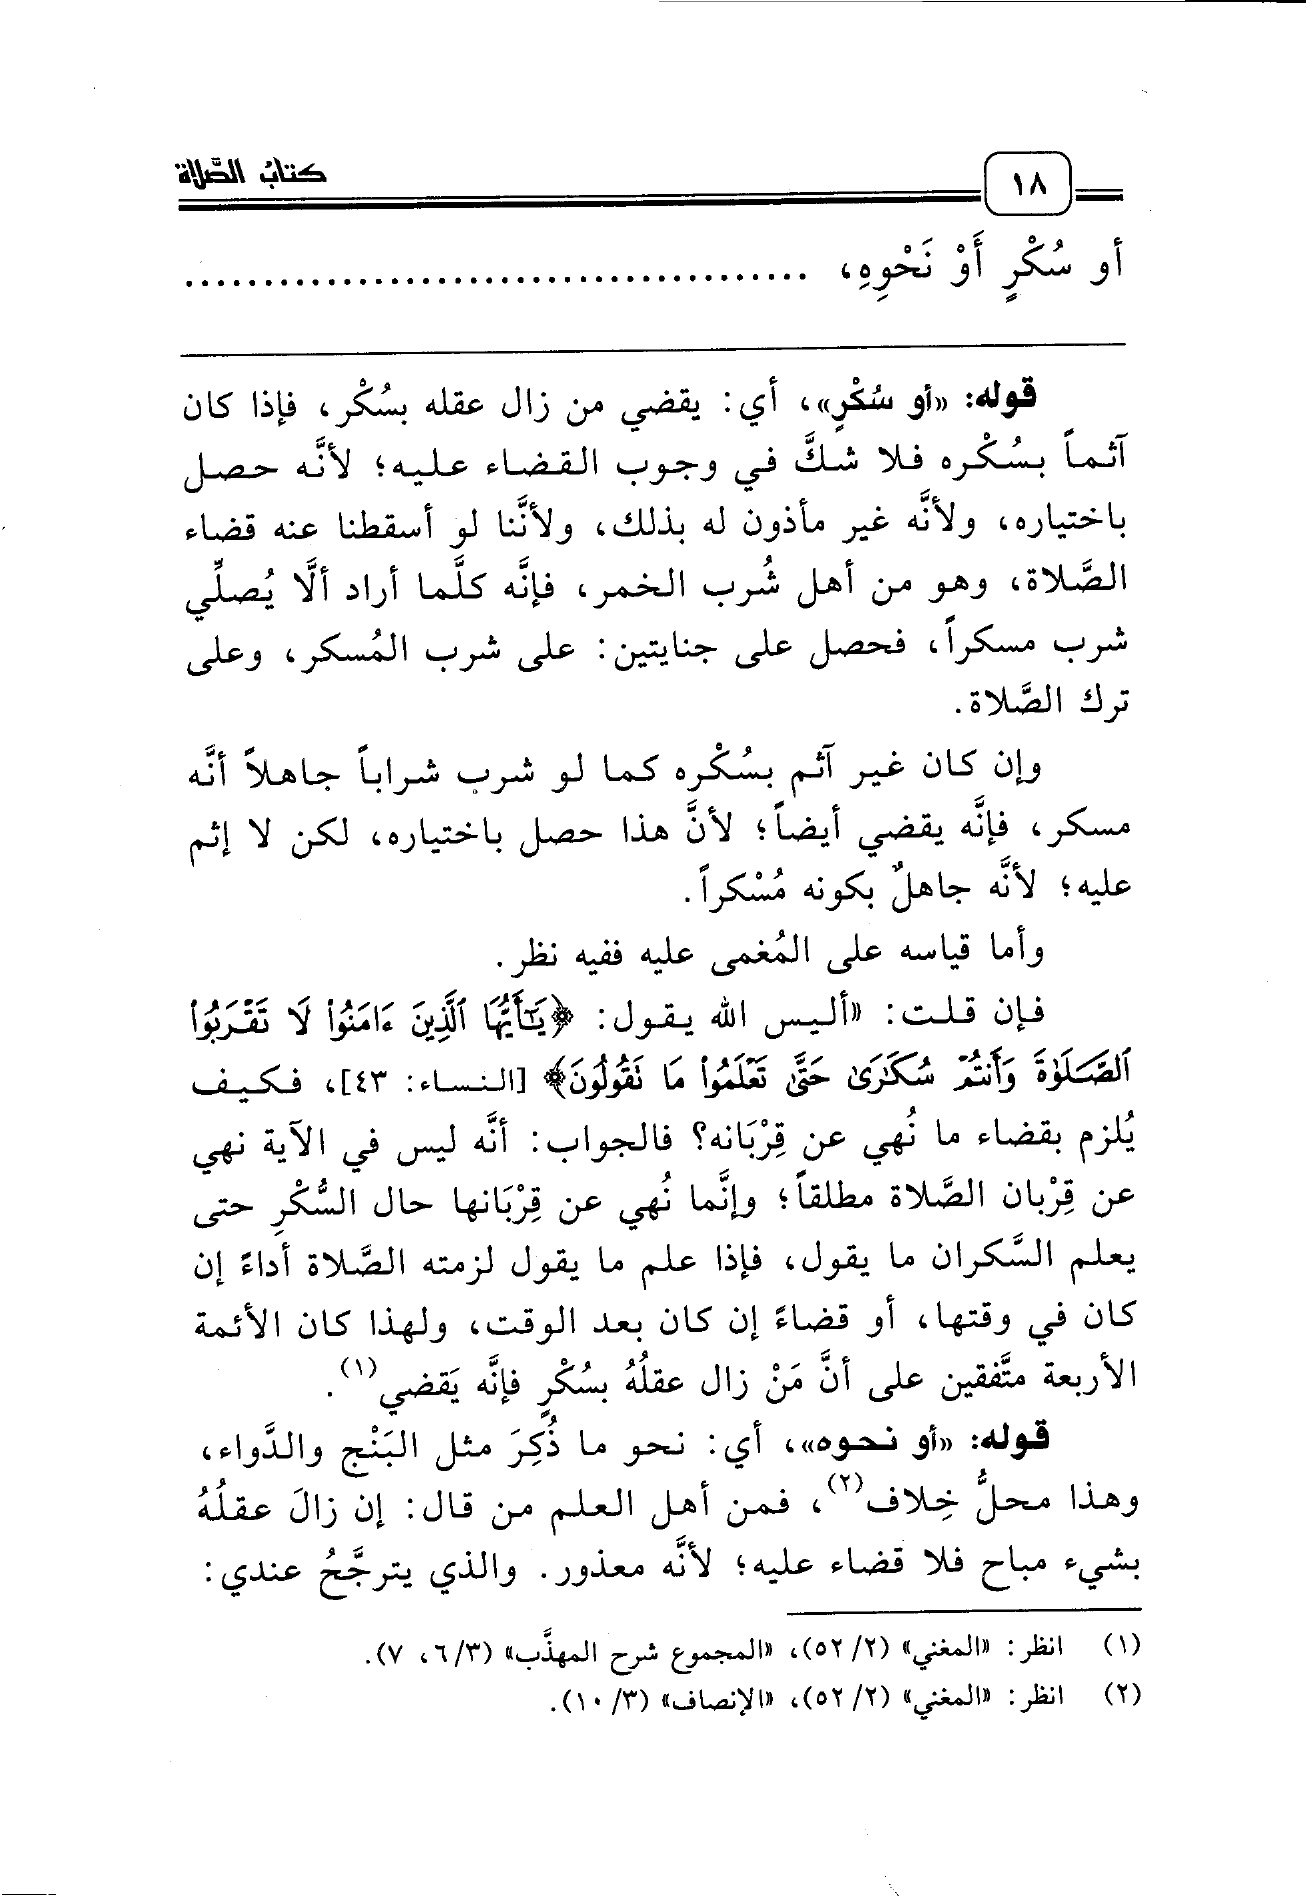 ١٨
كتابُ الصَّلاة
أو سُكْرٍ أَوْ نَحْوِهِ، ........................................
قوله: «أو سُكْرٍ»، أي: يقضي من زال عقله بسُكْر، فإذا كان
آثماً بسُكْره فلا شكَّ في وجوب القضاء عليه؛ لأنَّه حصل
باختياره، ولأنَّه غير مأذون له بذلك، ولأنَّنا لو أسقطنا عنه قضاء
الصَّلاة، وهو من أهل شُرب الخمر، فإنَّه كلَّما أراد ألَّا يُصلِّي
شرب مسكراً، فحصل على جنايتين: على شرب المُسكر، وعلى
ترك الصَّلاة.
وإن كان غير آثم بسُكْره كما لو شرب شراباً جاهلاً أنَّه
مسكر، فإنَّه يقضي أيضاً؛ لأنَّ هذا حصل باختياره، لكن لا إثم
عليه؛ لأنَّه جاهلٌ بكونه مُسْكراً.
وأما قياسه على المُغمى عليه ففيه نظر.
فإن قلت: «أليس الله يقول: ﴿يَٰٓأَيُّهَا ٱلَّذِينَ ءَامَنُوا۟ لَا تَقْرَبُوا۟
ٱلصَّلَوٰةَ وَأَنتُمْ سُكَٰرَىٰ حَتَّىٰ تَعْلَمُوا۟ مَا تَقُولُونَ﴾ [النساء: ٤٣]، فكيف
يُلزم بقضاء ما نُهي عن قِرْبَانه؟ فالجواب: أنَّه ليس في الآية نهي
عن قِرْبان الصَّلاة مطلقاً؛ وإنَّما نُهي عن قِرْبَانها حال السُّكْرِ حتى
يعلم السَّكران ما يقول، فإذا علم ما يقول لزمته الصَّلاة أداءً إن
كان في وقتها، أو قضاءً إن كان بعد الوقت، ولهذا كان الأئمة
الأربعة متَّفقين على أنَّ مَنْ زال عقلُهُ بسُكْرٍ فإنَّه يَقضي(١).
قوله: «أو نحوه»، أي: نحو ما ذُكِرَ مثل البَنْج والدَّواء،
وهذا محلُّ خِلاف(٢)، فمن أهل العلم من قال: إن زالَ عقلُهُ
بشيء مباح فلا قضاء عليه؛ لأنَّه معذور. والذي يترجَّحُ عندي:
(١) انظر: «المغني» (٢/ ٥٢)، «المجموع شرح المهذَّب» (٣/ ٦، ٧).
(٢) انظر: «المغني» (٢/ ٥٢)، «الإنصاف» (٣/ ١٠).